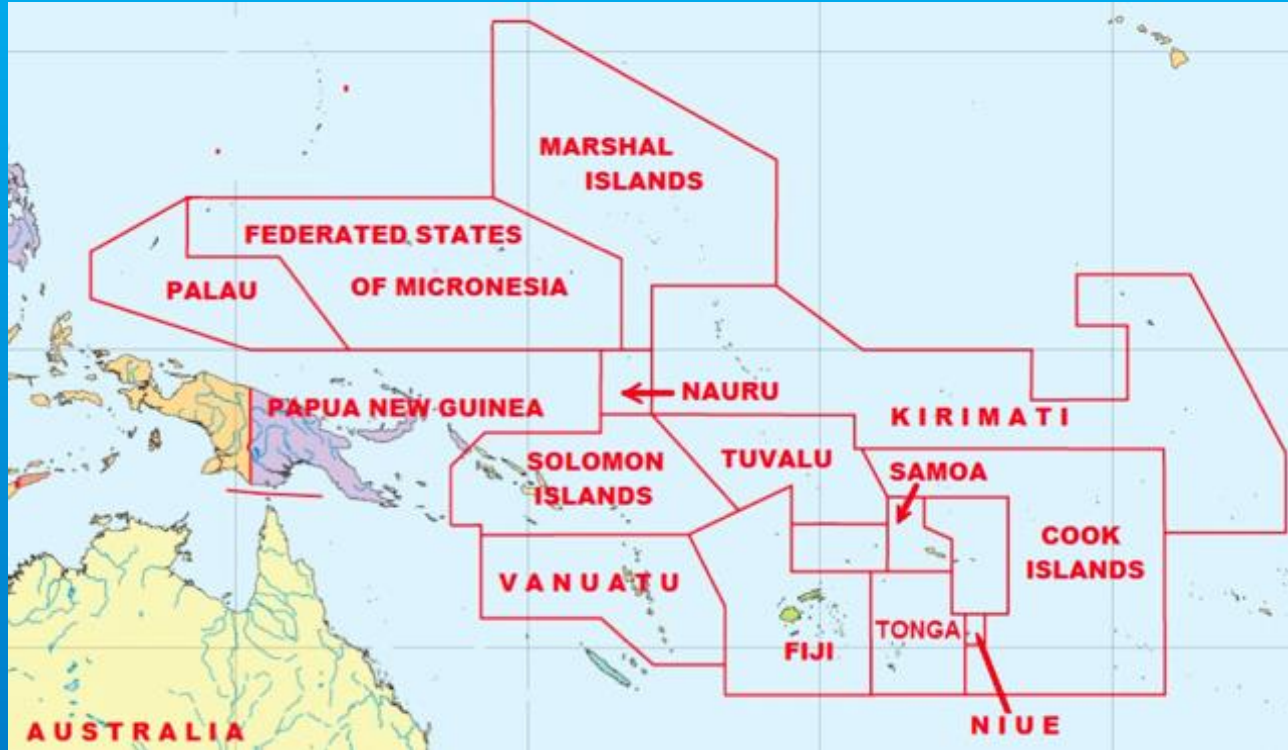 MARSHAL
ISLANDS
FEDERATED STATES
OF MICRONESIA
PALAU
NAURU
PAPUA NEW GUINEA
KIRIMATI
SOLOMON
ISLANDS
TUVALU
SAMOA
COOK
ISLANDS
VANUATU
TONGA
FIJI
NIUE
AUSTRALIA